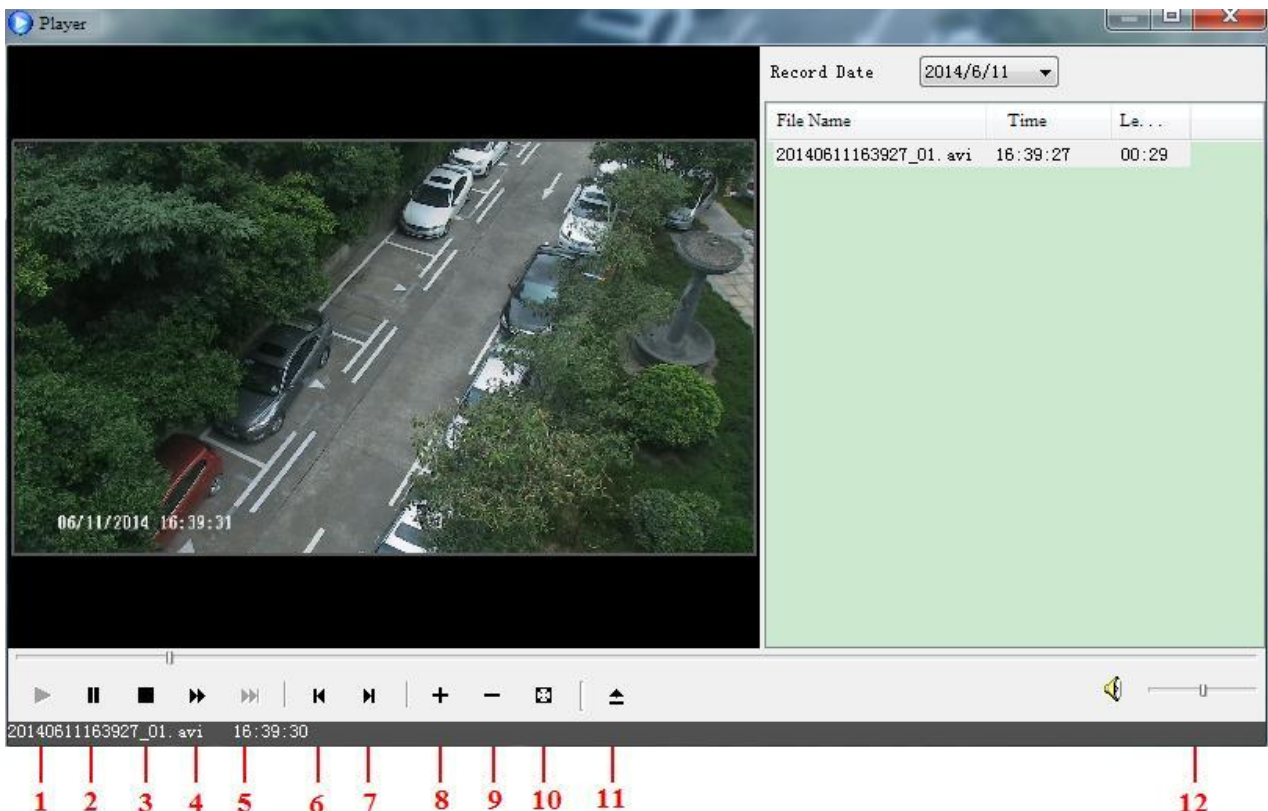 Player
Record Date 2014/6/11
File Name Time Le...
20140611163927_01.avi 16:39:27 00:29
06/11/2014 16:39:31
20140611163927_01.avi 16:39:30
1 2 3 4 5 6 7 8 9 10 11 12